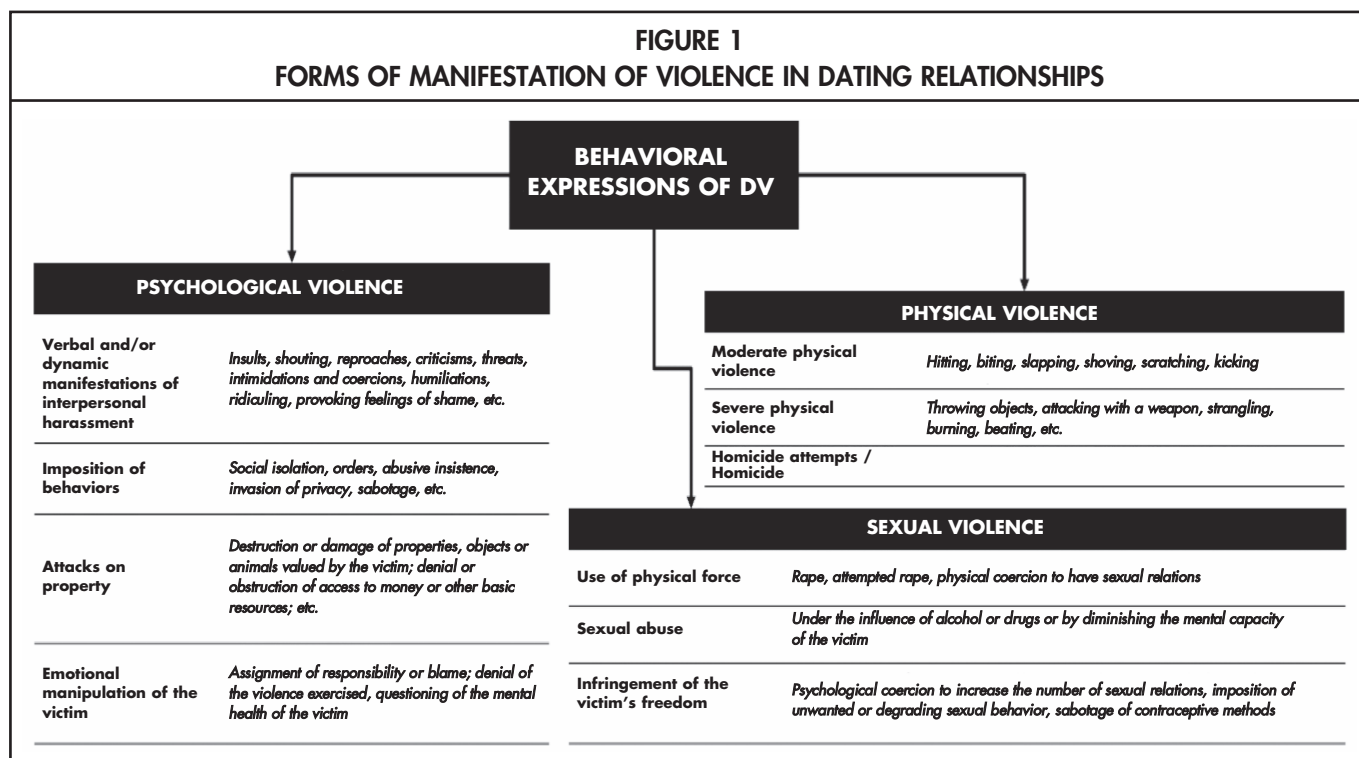 FIGURE 1
FORMS OF MANIFESTATION OF VIOLENCE IN DATING RELATIONSHIPS
BEHAVIORAL
EXPRESSIONS OF DV
PSYCHOLOGICAL VIOLENCE
Verbal and/or
dynamic
manifestations of
interpersonal
harassment
Insults, shouting, reproaches, criticisms, threats,
intimidations and coercions, humiliations,
ridiculing, provoking feelings of shame, etc.
Imposition of
behaviors
Social isolation, orders, abusive insistence,
invasion of privacy, sabotage, etc.
Attacks on
property
Destruction or damage of properties, objects or
animals valued by the victim; denial or
obstruction of access to money or other basic
resources; etc.
Emotional
manipulation of the
victim
Assignment of responsibility or blame; denial of
the violence exercised, questioning of the mental
health of the victim
PHYSICAL VIOLENCE
Moderate physical
violence
Hitting, biting, slapping, shoving, scratching, kicking
Severe physical
violence
Throwing objects, attacking with a weapon, strangling,
burning, beating, etc.
Homicide attempts /
Homicide
SEXUAL VIOLENCE
Use of physical force
Rape, attempted rape, physical coercion to have sexual relations
Sexual abuse
Under the influence of alcohol or drugs or by diminishing the mental capacity
of the victim
Infringement of the
victim's freedom
Psychological coercion to increase the number of sexual relations, imposition of
unwanted or degrading sexual behavior, sabotage of contraceptive methods